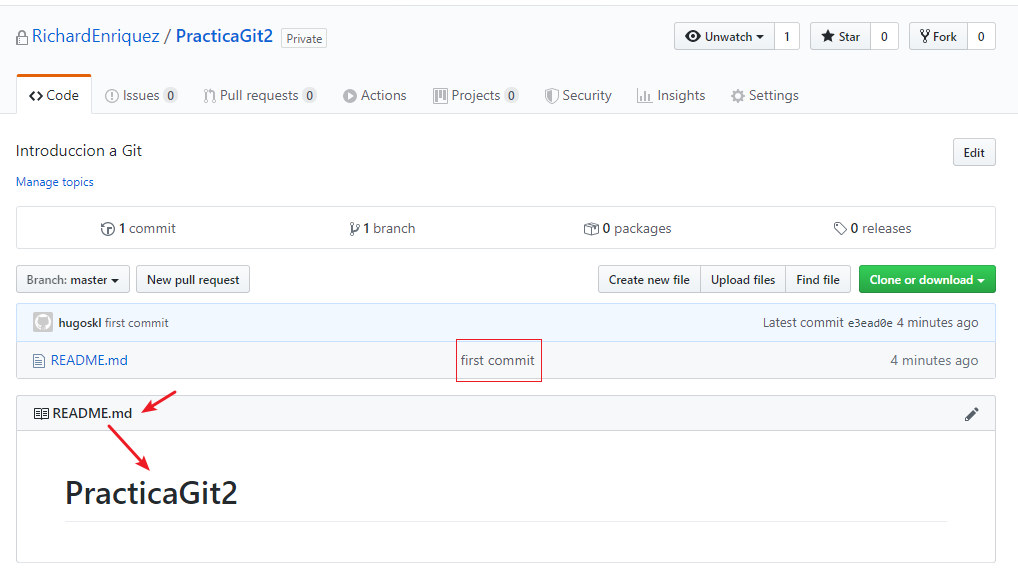 RichardEnriquez / PracticaGit2 Private Unwatch 1 Star 0 Fork 0
Code Issues 0 Pull requests 0 Actions Projects 0 Security Insights Settings
Introduccion a Git Edit
Manage topics
1 commit 1 branch 0 packages 0 releases
Branch: master New pull request Create new file Upload files Find file Clone or download
hugoskl first commit Latest commit e3ead0e 4 minutes ago
README.md first commit 4 minutes ago
README.md
PracticaGit2